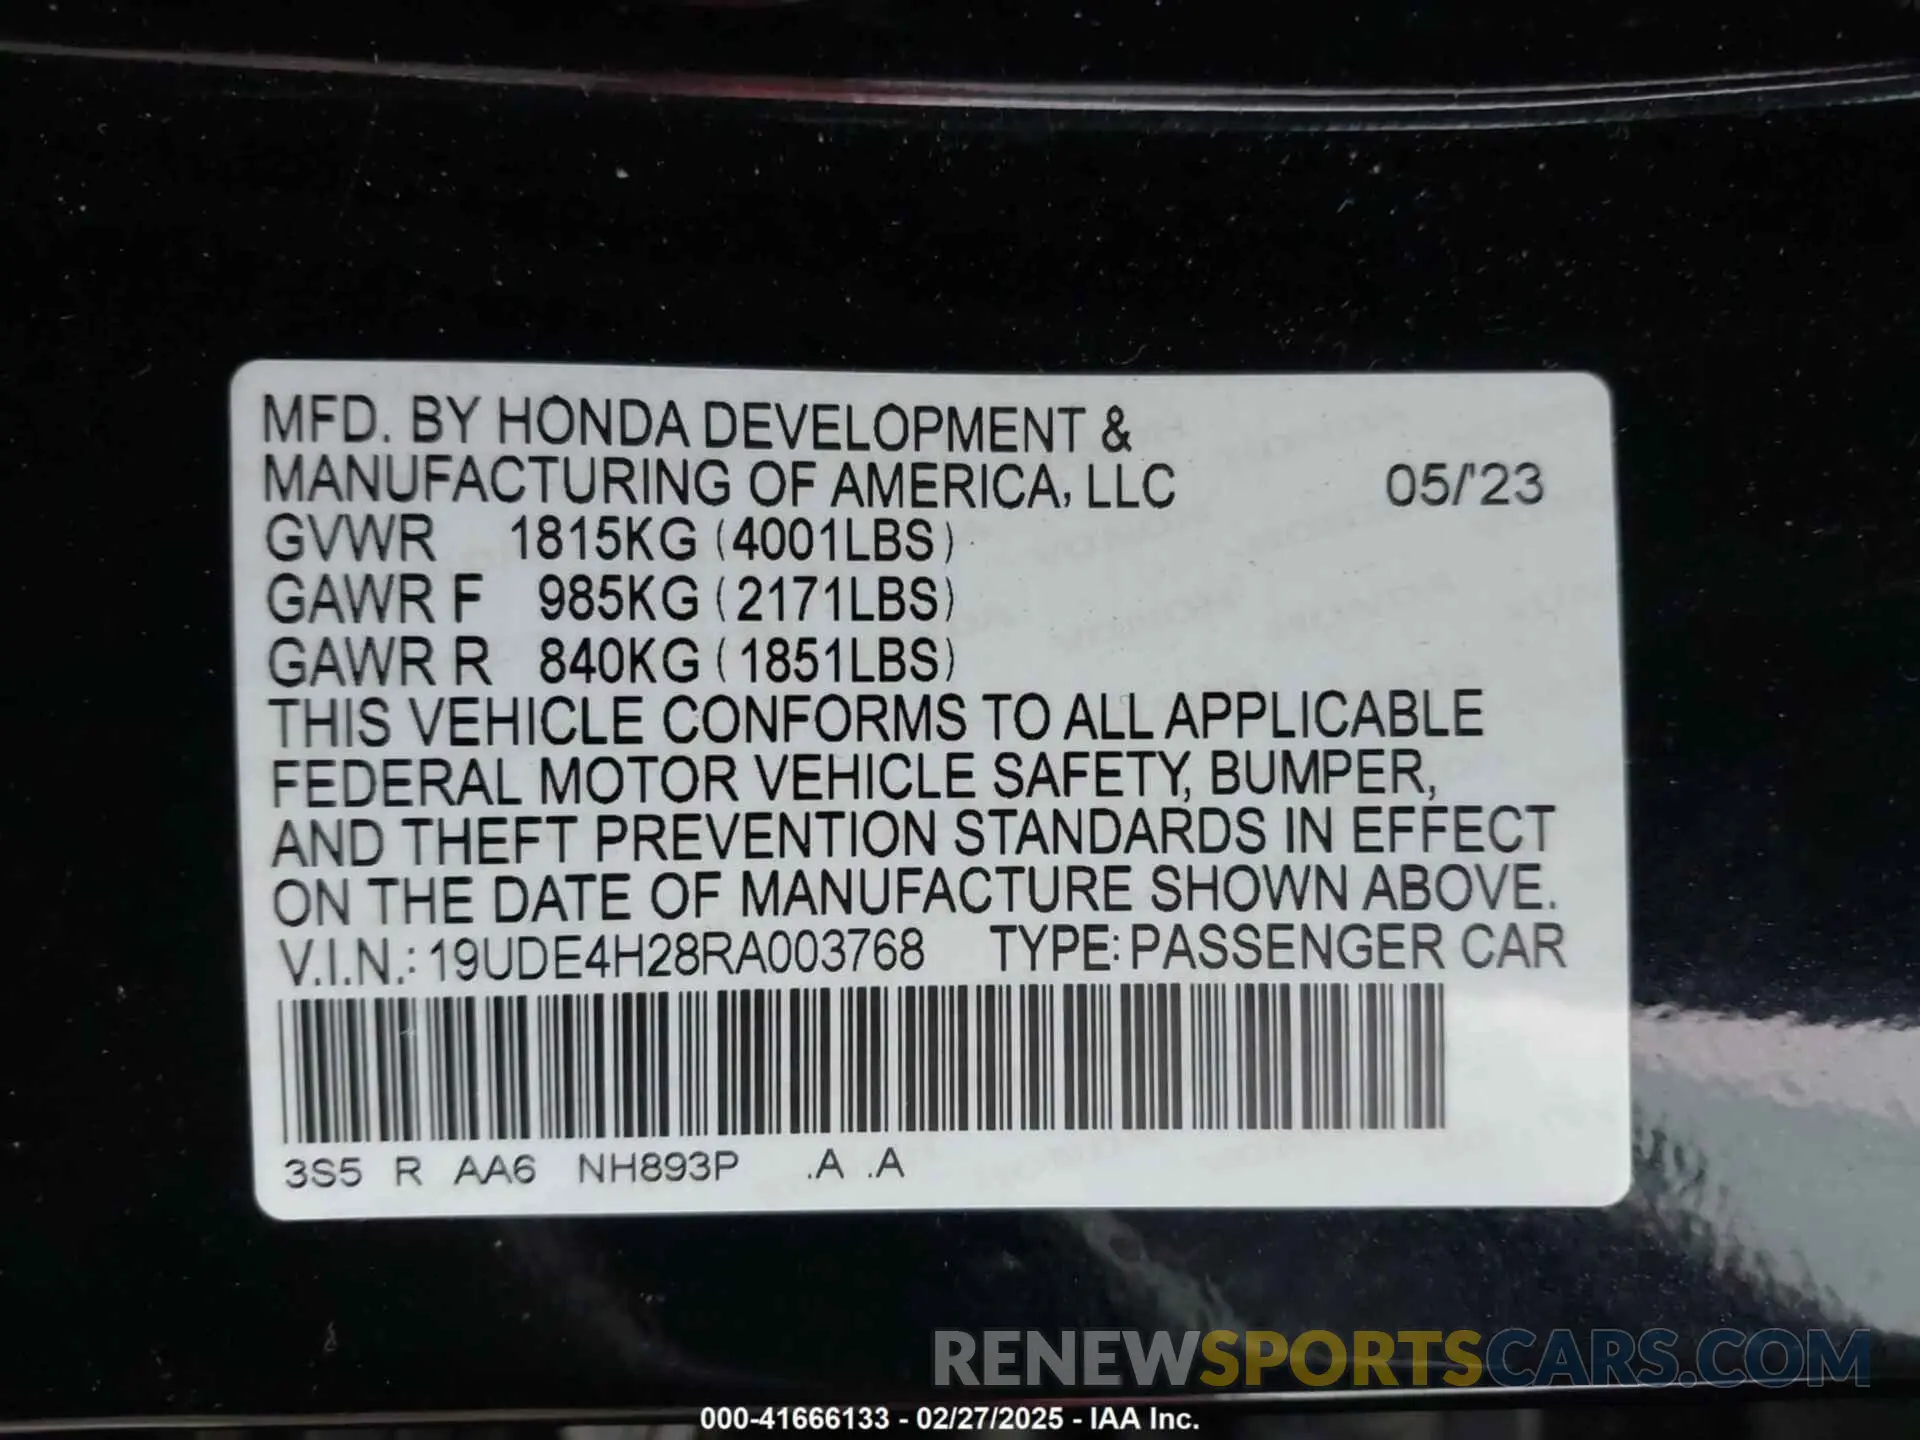 MFD. BY HONDA DEVELOPMENT &
MANUFACTURING OF AMERICA, LLC 05/'23
GVWR 1815KG (4001LBS)
GAWR F 985KG (2171LBS)
GAWR R 840KG (1851LBS)
THIS VEHICLE CONFORMS TO ALL APPLICABLE
FEDERAL MOTOR VEHICLE SAFETY, BUMPER,
AND THEFT PREVENTION STANDARDS IN EFFECT
ON THE DATE OF MANUFACTURE SHOWN ABOVE.
V.I.N.: 19UDE4H28RA003768 TYPE: PASSENGER CAR
3S5 R AA6 NH893P .A .A
RENEWSPORTSCARS.COM
000-41666133 - 02/27/2025 - IAA Inc.